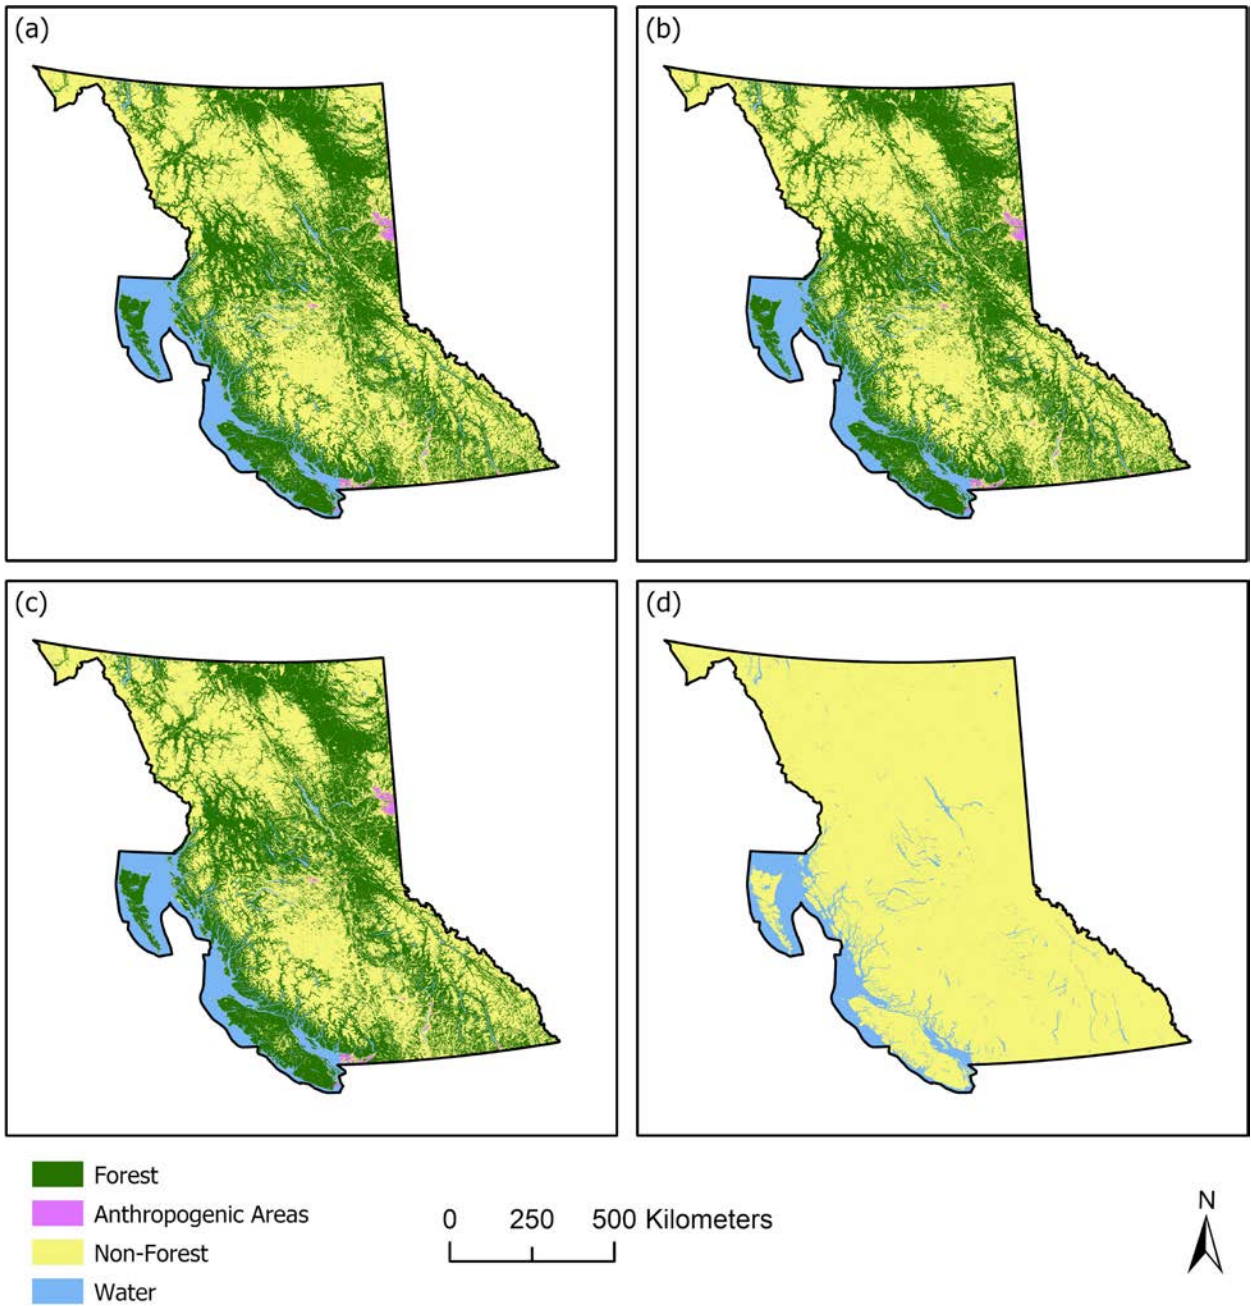 (a)
(b)
(c)
(d)
Forest
Anthropogenic Areas
Non-Forest
Water
0 250 500 Kilometers
N